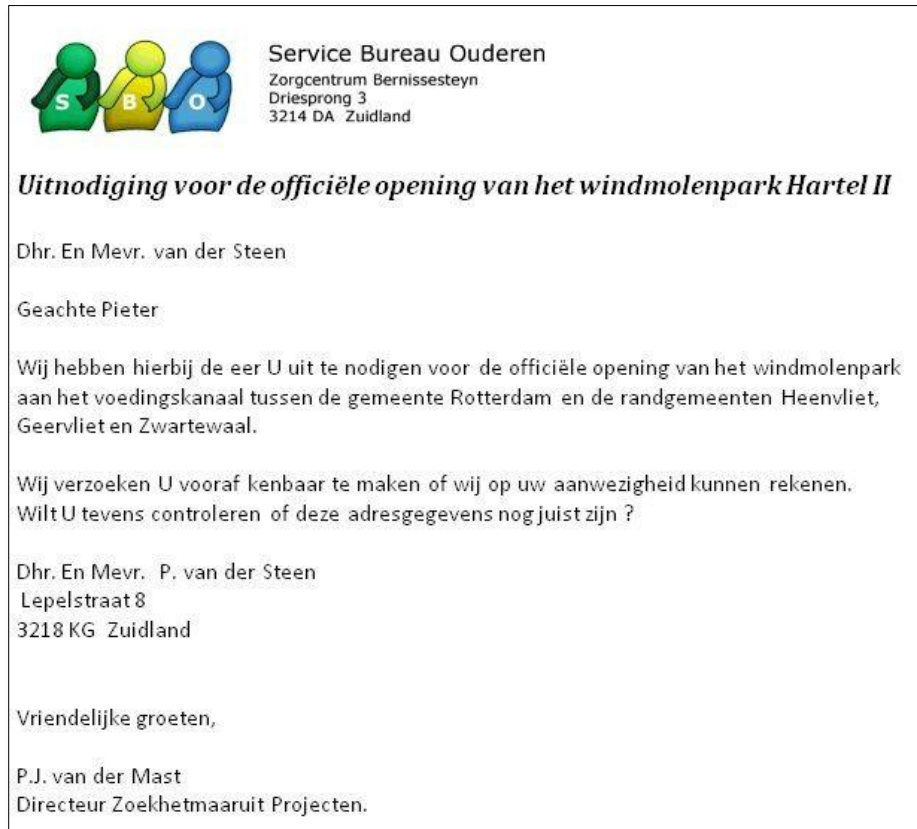 S B O
Service Bureau Ouderen
Zorgcentrum Bernissesteyn
Driesprong 3
3214 DA Zuidland
Uitnodiging voor de officiële opening van het windmolenpark Hartel II
Dhr. En Mevr. van der Steen
Geachte Pieter
Wij hebben hierbij de eer U uit te nodigen voor de officiële opening van het windmolenpark
aan het voedingskanaal tussen de gemeente Rotterdam en de randgemeenten Heenvliet,
Geervliet en Zwartewaal.
Wij verzoeken U vooraf kenbaar te maken of wij op uw aanwezigheid kunnen rekenen.
Wilt U tevens controleren of deze adresgegevens nog juist zijn ?
Dhr. En Mevr. P. van der Steen
Lepelstraat 8
3218 KG Zuidland
Vriendelijke groeten,
P.J. van der Mast
Directeur Zoekhetmaaruit Projecten.